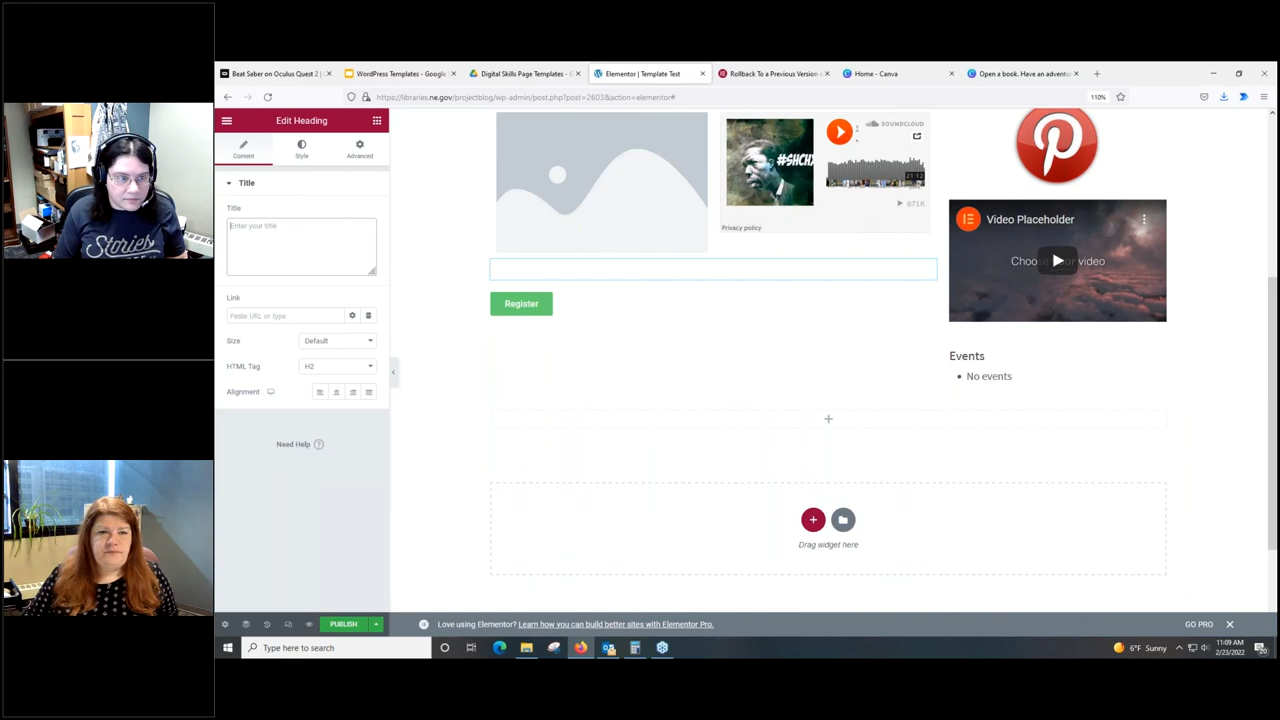 Beat Saber on Oculus Quest 2 |
WordPress Templates - Google
Digital Skills Page Templates - G
Elementor | Template Test
Rollback To a Previous Version o
Home - Canva
Open a book. Have an adventu
https://libraries.ne.gov/projectblog/wp-admin/post.php?post=2603&action=elementor#
110%
Edit Heading
Content
Style
Advanced
Title
Title
Enter your title
Link
Paste URL or type
Size
Default
HTML Tag
H2
Alignment
Need Help ?
#SHCHX
SOUNDCLOUD
21:12
671K
Privacy policy
Register
Video Placeholder
Choose your video
Events
No events
Drag widget here
PUBLISH
Love using Elementor? Learn how you can build better sites with Elementor Pro.
GO PRO
Type here to search
6°F Sunny
11:09 AM
2/23/2022
20
Stories